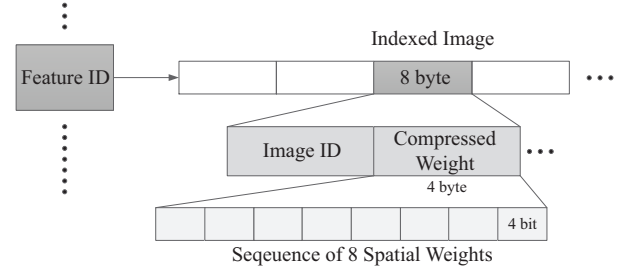 Indexed Image
Feature ID
8 byte
Image ID
Compressed
Weight
4 byte
4 bit
Seqeuence of 8 Spatial Weights